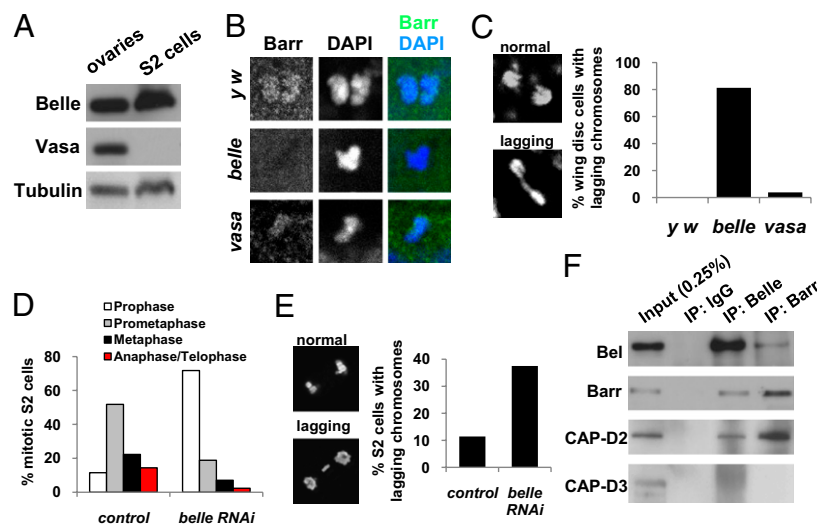 A
ovaries
S2 cells
Belle
Vasa
Tubulin
B
Barr
DAPI
Barr
DAPI
y w
belle
vasa
C
normal
lagging
% wing disc cells with
lagging chromosomes
100
80
60
40
20
0
y w
belle
vasa
D
Prophase
Prometaphase
Metaphase
Anaphase/Telophase
% mitotic S2 cells
80
60
40
20
0
control
belle RNAi
E
normal
lagging
% S2 cells with
lagging chromosomes
40
30
20
10
0
control
belle
RNAi
F
Input (0.25%)
IP: IgG
IP: Belle
IP: Barr
Bel
Barr
CAP-D2
CAP-D3